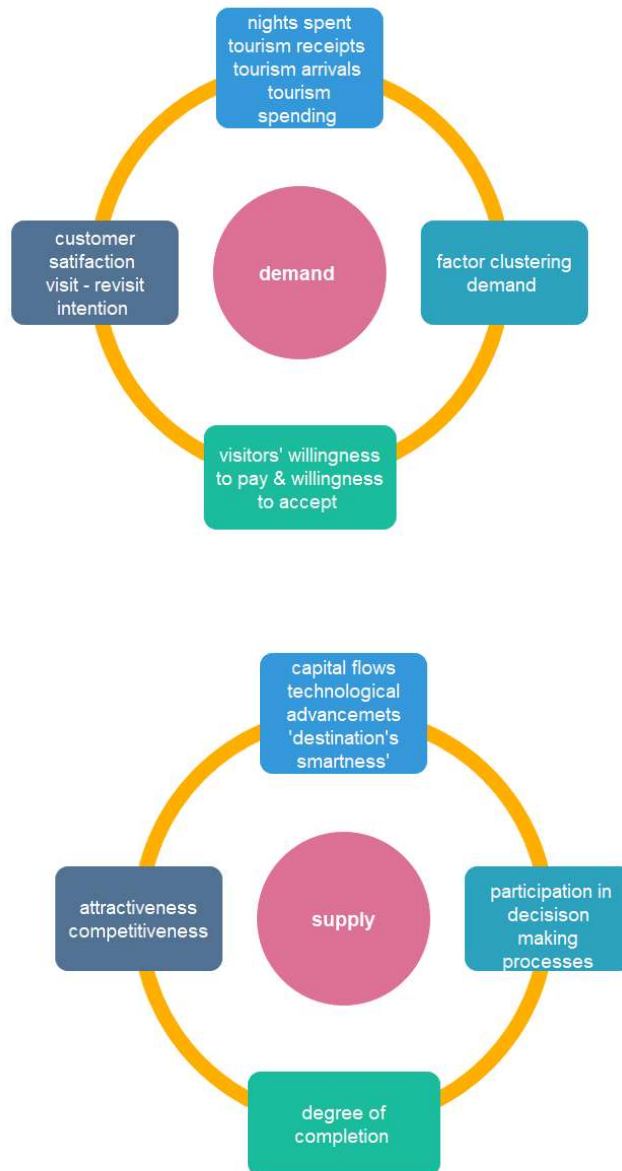 nights spent
tourism receipts
tourism arrivals
tourism
spending
customer
satifaction
visit - revisit
intention
demand
factor clustering
demand
visitors' willingness
to pay & willingness
to accept
capital flows
technological
advancemets
'destination's
smartness'
attractiveness
competitiveness
supply
participation in
decisison
making
processes
degree of
completion